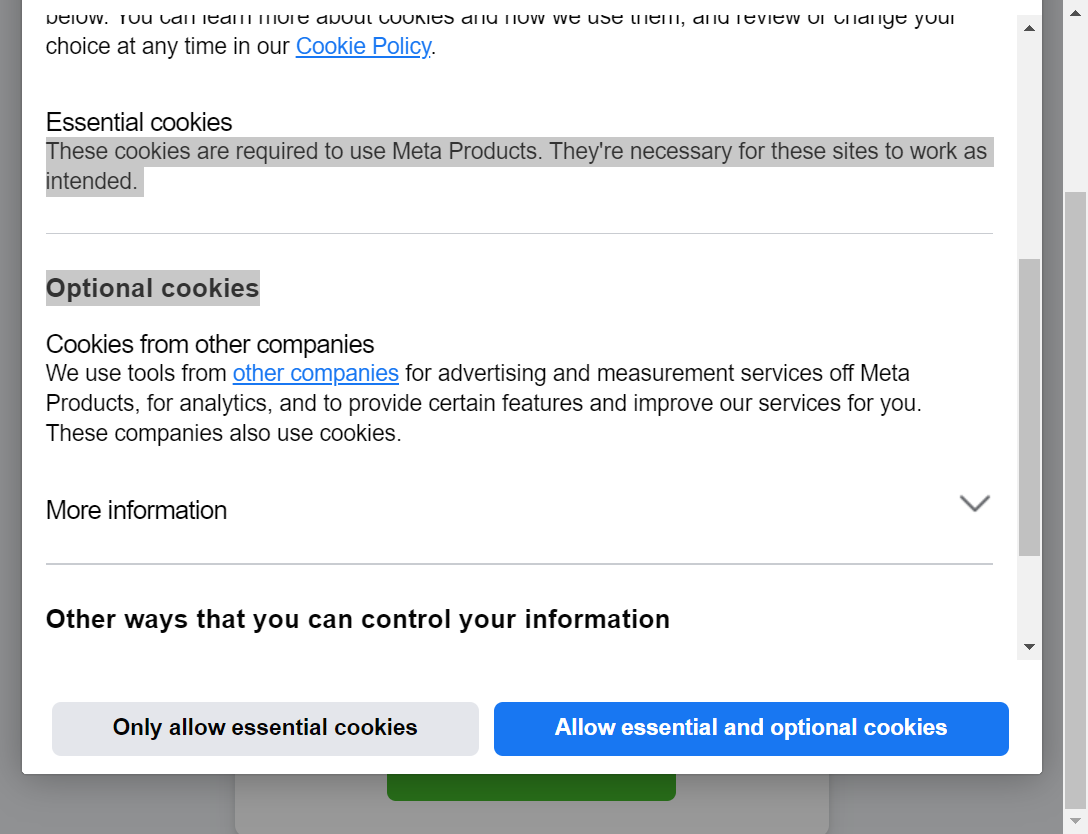 below. You can learn more about cookies and how we use them, and review or change your
choice at any time in our Cookie Policy.
Essential cookies
These cookies are required to use Meta Products. They're necessary for these sites to work as
intended.
Optional cookies
Cookies from other companies
We use tools from other companies for advertising and measurement services off Meta
Products, for analytics, and to provide certain features and improve our services for you.
These companies also use cookies.
More information
Other ways that you can control your information
Only allow essential cookies
Allow essential and optional cookies